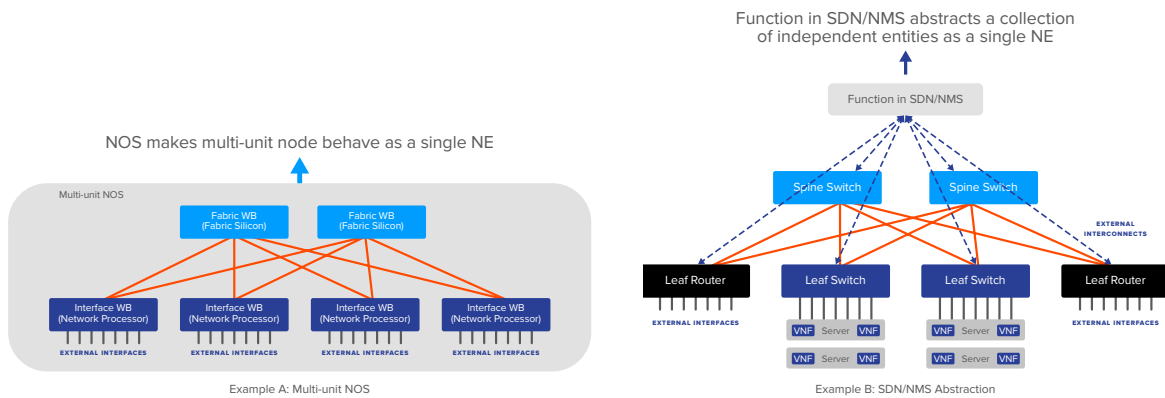 NOS makes multi-unit node behave as a single NE
Multi-unit NOS
Fabric WB
(Fabric Silicon)
Fabric WB
(Fabric Silicon)
Interface WB
(Network Processor)
Interface WB
(Network Processor)
Interface WB
(Network Processor)
Interface WB
(Network Processor)
EXTERNAL INTERFACES
EXTERNAL INTERFACES
EXTERNAL INTERFACES
EXTERNAL INTERFACES
Example A: Multi-unit NOS
Function in SDN/NMS abstracts a collection
of independent entities as a single NE
Function in SDN/NMS
Spine Switch
Spine Switch
EXTERNAL
INTERCONNECTS
Leaf Router
Leaf Switch
Leaf Switch
Leaf Router
EXTERNAL INTERFACES
EXTERNAL INTERFACES
VNF Server VNF
VNF Server VNF
VNF Server VNF
VNF Server VNF
Example B: SDN/NMS Abstraction